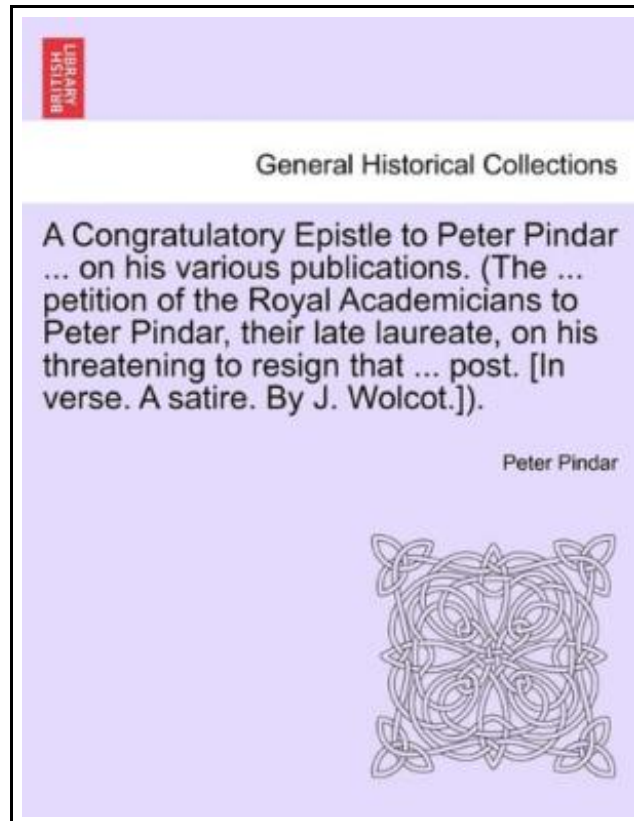 BRITISH
LIBRARY
General Historical Collections
A Congratulatory Epistle to Peter Pindar
... on his various publications. (The ...
petition of the Royal Academicians to
Peter Pindar, their late laureate, on his
threatening to resign that ... post. [In
verse. A satire. By J. Wolcot.]).
Peter Pindar